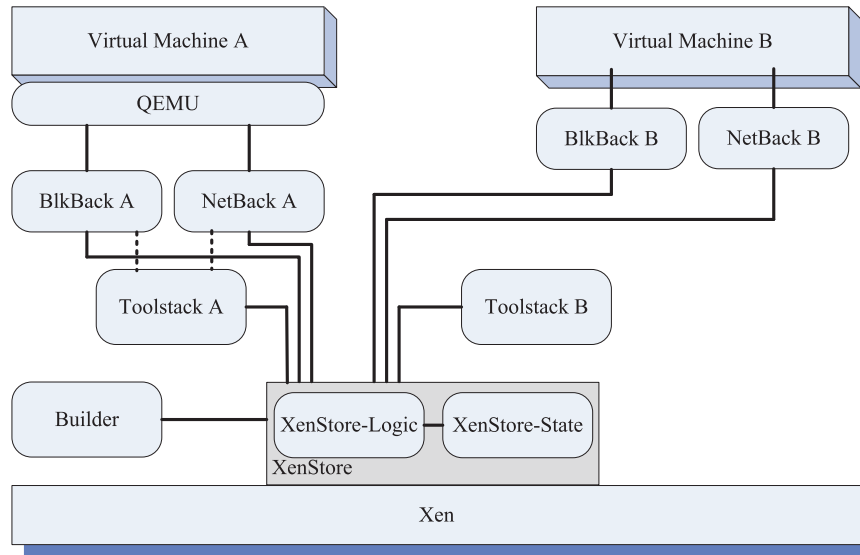 Virtual Machine A
Virtual Machine B
QEMU
BlkBack B
NetBack B
BlkBack A
NetBack A
Toolstack A
Toolstack B
Builder
XenStore-Logic
XenStore-State
XenStore
Xen